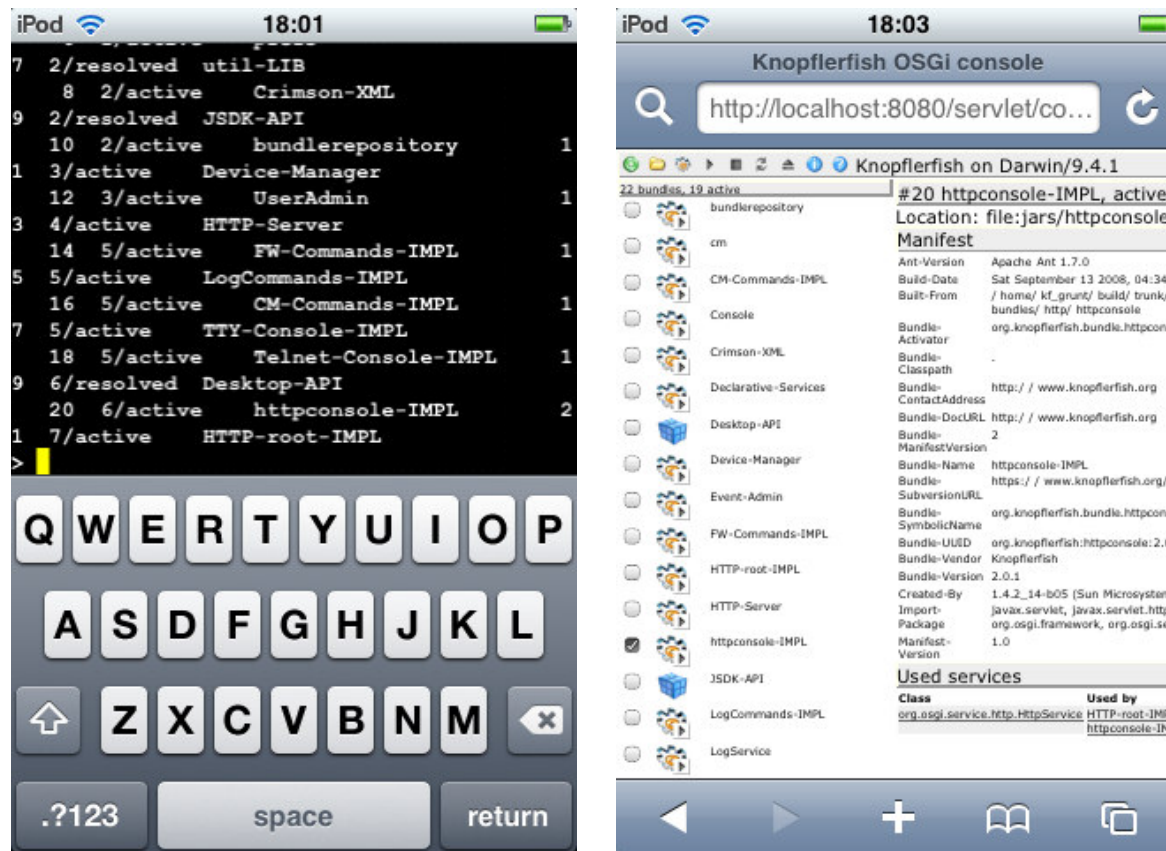 iPod 18:01
7 2/resolved util-LIB
8 2/active Crimson-XML
9 2/resolved JSDK-API
10 2/active bundlerepository 1
1 3/active Device-Manager
12 3/active UserAdmin 1
3 4/active HTTP-Server
14 5/active FW-Commands-IMPL 1
5 5/active LogCommands-IMPL
16 5/active CM-Commands-IMPL 1
7 5/active TTY-Console-IMPL
18 5/active Telnet-Console-IMPL 1
9 6/resolved Desktop-API
20 6/active httpconsole-IMPL 2
1 7/active HTTP-root-IMPL
>
Q W E R T Y U I O P
A S D F G H J K L
Z X C V B N M
.?123 space return
iPod 18:03
Knopflerfish OSGi console
http://localhost:8080/servlet/co...
Knopflerfish on Darwin/9.4.1
22 bundles, 19 active
bundlerepository
cm
CM-Commands-IMPL
Console
Crimson-XML
Declarative-Services
Desktop-API
Device-Manager
Event-Admin
FW-Commands-IMPL
HTTP-root-IMPL
HTTP-Server
httpconsole-IMPL
JSDK-API
LogCommands-IMPL
LogService
#20 httpconsole-IMPL, active
Location: file:jars/httpconsole
Manifest
Ant-Version Apache Ant 1.7.0
Build-Date Sat September 13 2008, 04:34
Built-From / home/ kf_grunt/ build/ trunk/
bundles/ http/ httpconsole
Bundle- org.knopflerfish.bundle.httpcon
Activator
Bundle- .
Classpath
Bundle- http:/ / www.knopflerfish.org
ContactAddress
Bundle-DocURL http:/ / www.knopflerfish.org
Bundle- 2
ManifestVersion
Bundle-Name httpconsole-IMPL
Bundle- https:/ / www.knopflerfish.org/
SubversionURL
Bundle- org.knopflerfish.bundle.httpcon
SymbolicName
Bundle-UUID org.knopflerfish:httpconsole:2.0
Bundle-Vendor Knopflerfish
Bundle-Version 2.0.1
Created-By 1.4.2_14-b05 (Sun Microsystem
Import- javax.servlet, javax.servlet.http
Package org.osgi.framework, org.osgi.se
Manifest- 1.0
Version
Used services
Class Used by
org.osgi.service.http.HttpService HTTP-root-IMP
httpconsole-IM